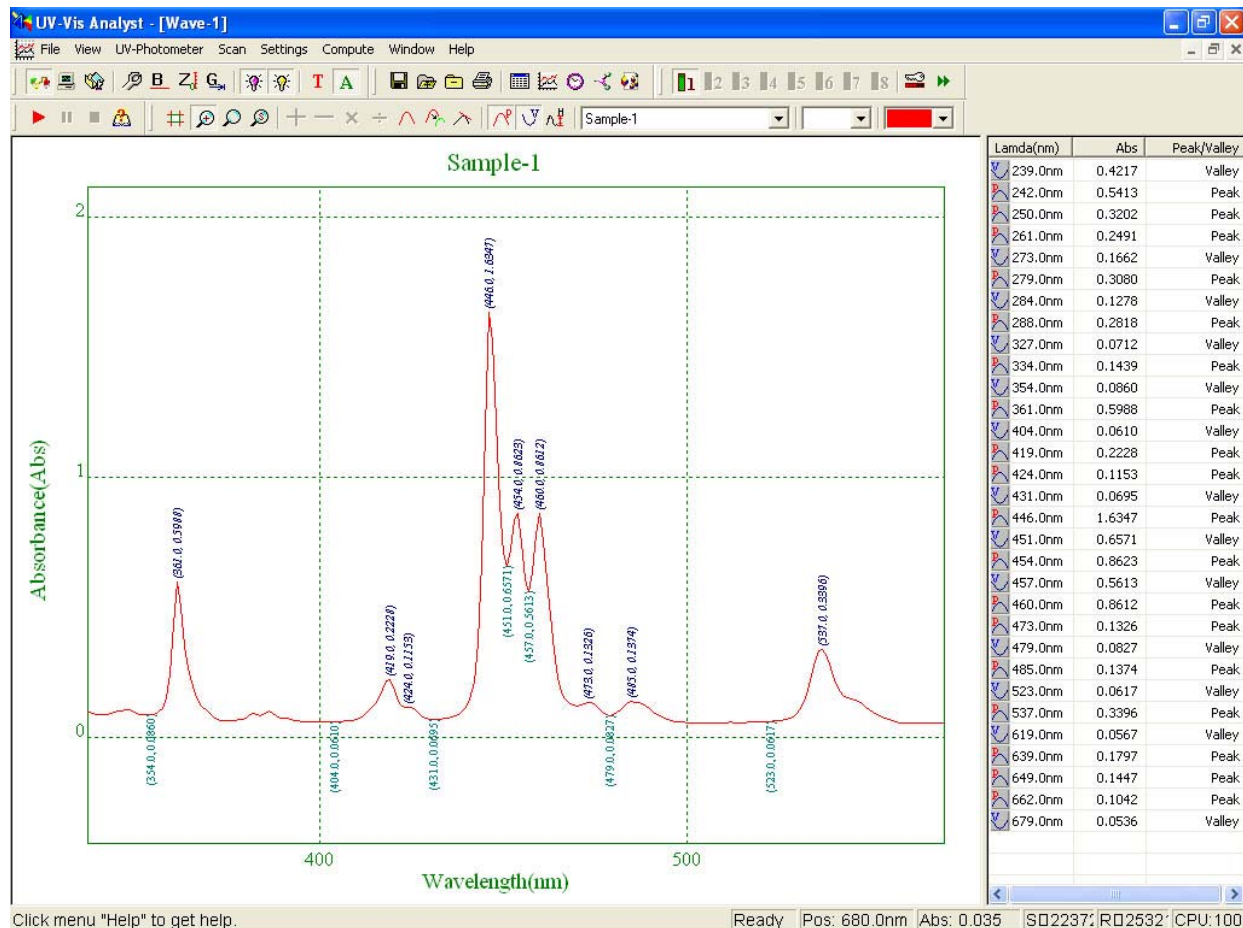 UV-Vis Analyst - [Wave-1]
File View UV-Photometer Scan Settings Compute Window Help
B Z G T A 1 2 3 4 5 6 7 8
Sample-1
Sample-1
2
1
0
400 500
Absorbance(Abs)
Wavelength(nm)
(361.0, 0.5988)
(419.0, 0.2228)
(424.0, 0.1153)
(446.0, 1.6347)
(454.0, 0.8623)
(460.0, 0.8612)
(473.0, 0.1326)
(485.0, 0.1374)
(537.0, 0.3396)
(354.0, 0.0860)
(404.0, 0.0610)
(431.0, 0.0695)
(451.0, 0.6571)
(457.0, 0.5613)
(479.0, 0.0827)
(523.0, 0.0617)
Lamda(nm) Abs Peak/Valley
239.0nm 0.4217 Valley
242.0nm 0.5413 Peak
250.0nm 0.3202 Peak
261.0nm 0.2491 Peak
273.0nm 0.1662 Valley
279.0nm 0.3080 Peak
284.0nm 0.1278 Valley
288.0nm 0.2818 Peak
327.0nm 0.0712 Valley
334.0nm 0.1439 Peak
354.0nm 0.0860 Valley
361.0nm 0.5988 Peak
404.0nm 0.0610 Valley
419.0nm 0.2228 Peak
424.0nm 0.1153 Peak
431.0nm 0.0695 Valley
446.0nm 1.6347 Peak
451.0nm 0.6571 Valley
454.0nm 0.8623 Peak
457.0nm 0.5613 Valley
460.0nm 0.8612 Peak
473.0nm 0.1326 Peak
479.0nm 0.0827 Valley
485.0nm 0.1374 Peak
523.0nm 0.0617 Valley
537.0nm 0.3396 Peak
619.0nm 0.0567 Valley
639.0nm 0.1797 Peak
649.0nm 0.1447 Peak
662.0nm 0.1042 Peak
679.0nm 0.0536 Valley
Click menu "Help" to get help. Ready Pos: 680.0nm Abs: 0.035 S□22372 R□2532 CPU:100